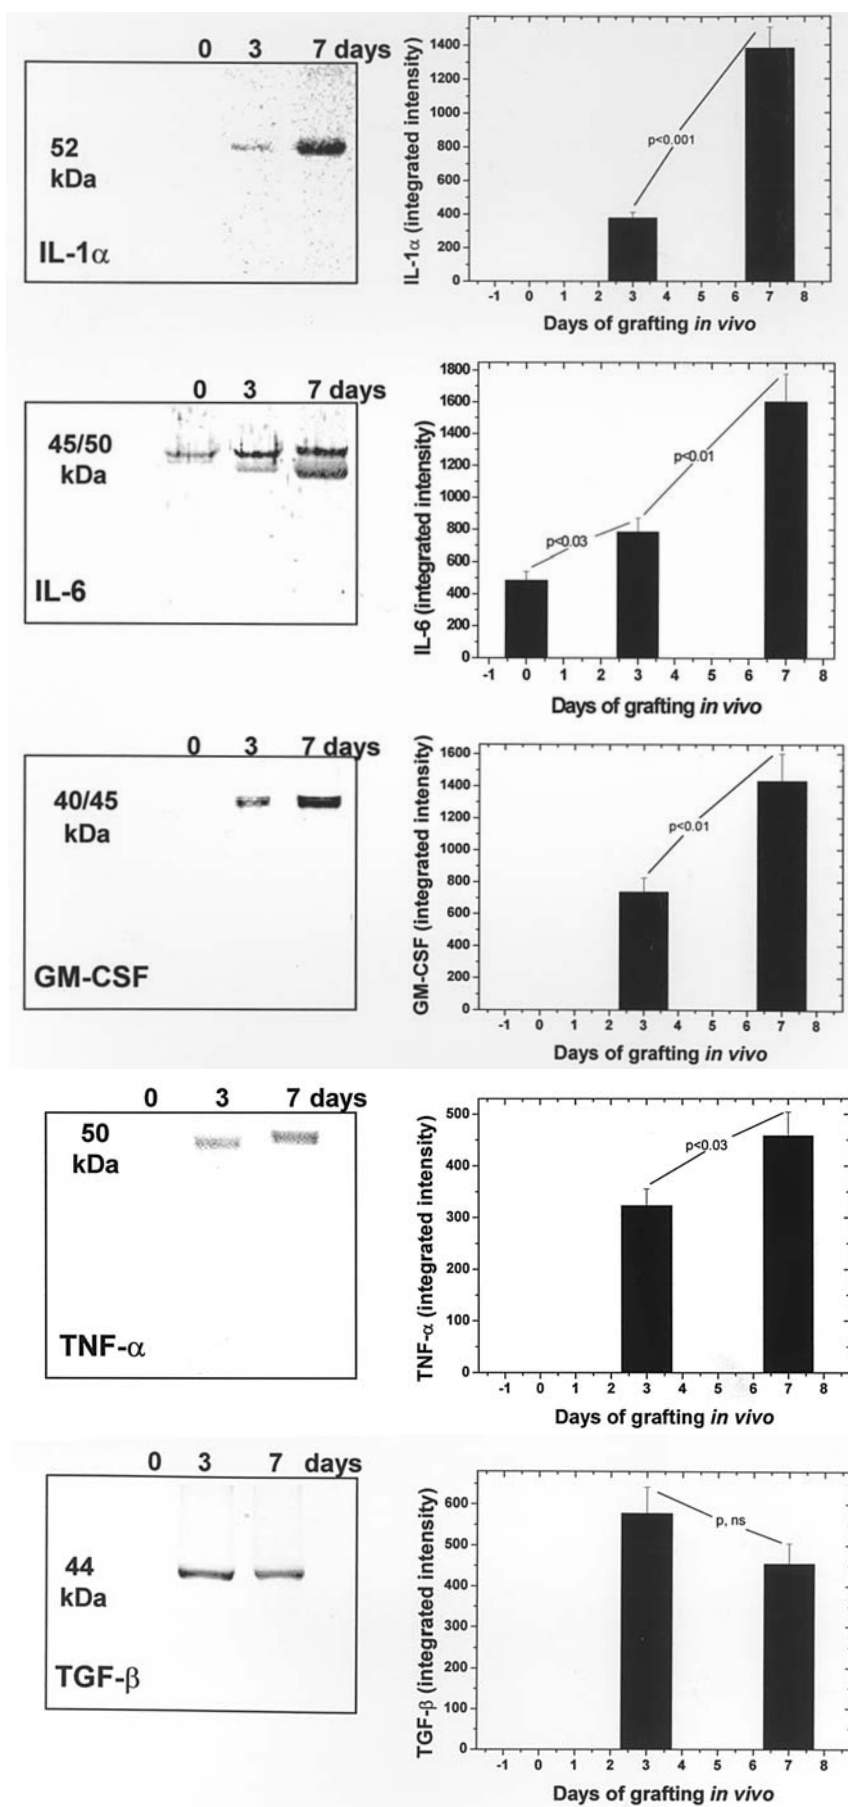 0 3 7 days
52
kDa
IL-1α
IL-1α (integrated intensity)
1400
1200
1000
800
600
400
200
0
p<0.001
-1 0 1 2 3 4 5 6 7 8
Days of grafting in vivo
0 3 7 days
45/50
kDa
IL-6
IL-6 (integrated intensity)
1800
1600
1400
1200
1000
800
600
400
200
0
p<0.03
p<0.01
-1 0 1 2 3 4 5 6 7 8
Days of grafting in vivo
0 3 7 days
40/45
kDa
GM-CSF
GM-CSF (integrated intensity)
1600
1400
1200
1000
800
600
400
200
0
p<0.01
-1 0 1 2 3 4 5 6 7 8
Days of grafting in vivo
0 3 7 days
50
kDa
TNF-α
TNF-α (integrated intensity)
500
400
300
200
100
0
p<0.03
-1 0 1 2 3 4 5 6 7 8
Days of grafting in vivo
0 3 7 days
44
kDa
TGF-β
TGF-β (integrated intensity)
600
500
400
300
200
100
0
p, ns
-1 0 1 2 3 4 5 6 7 8
Days of grafting in vivo